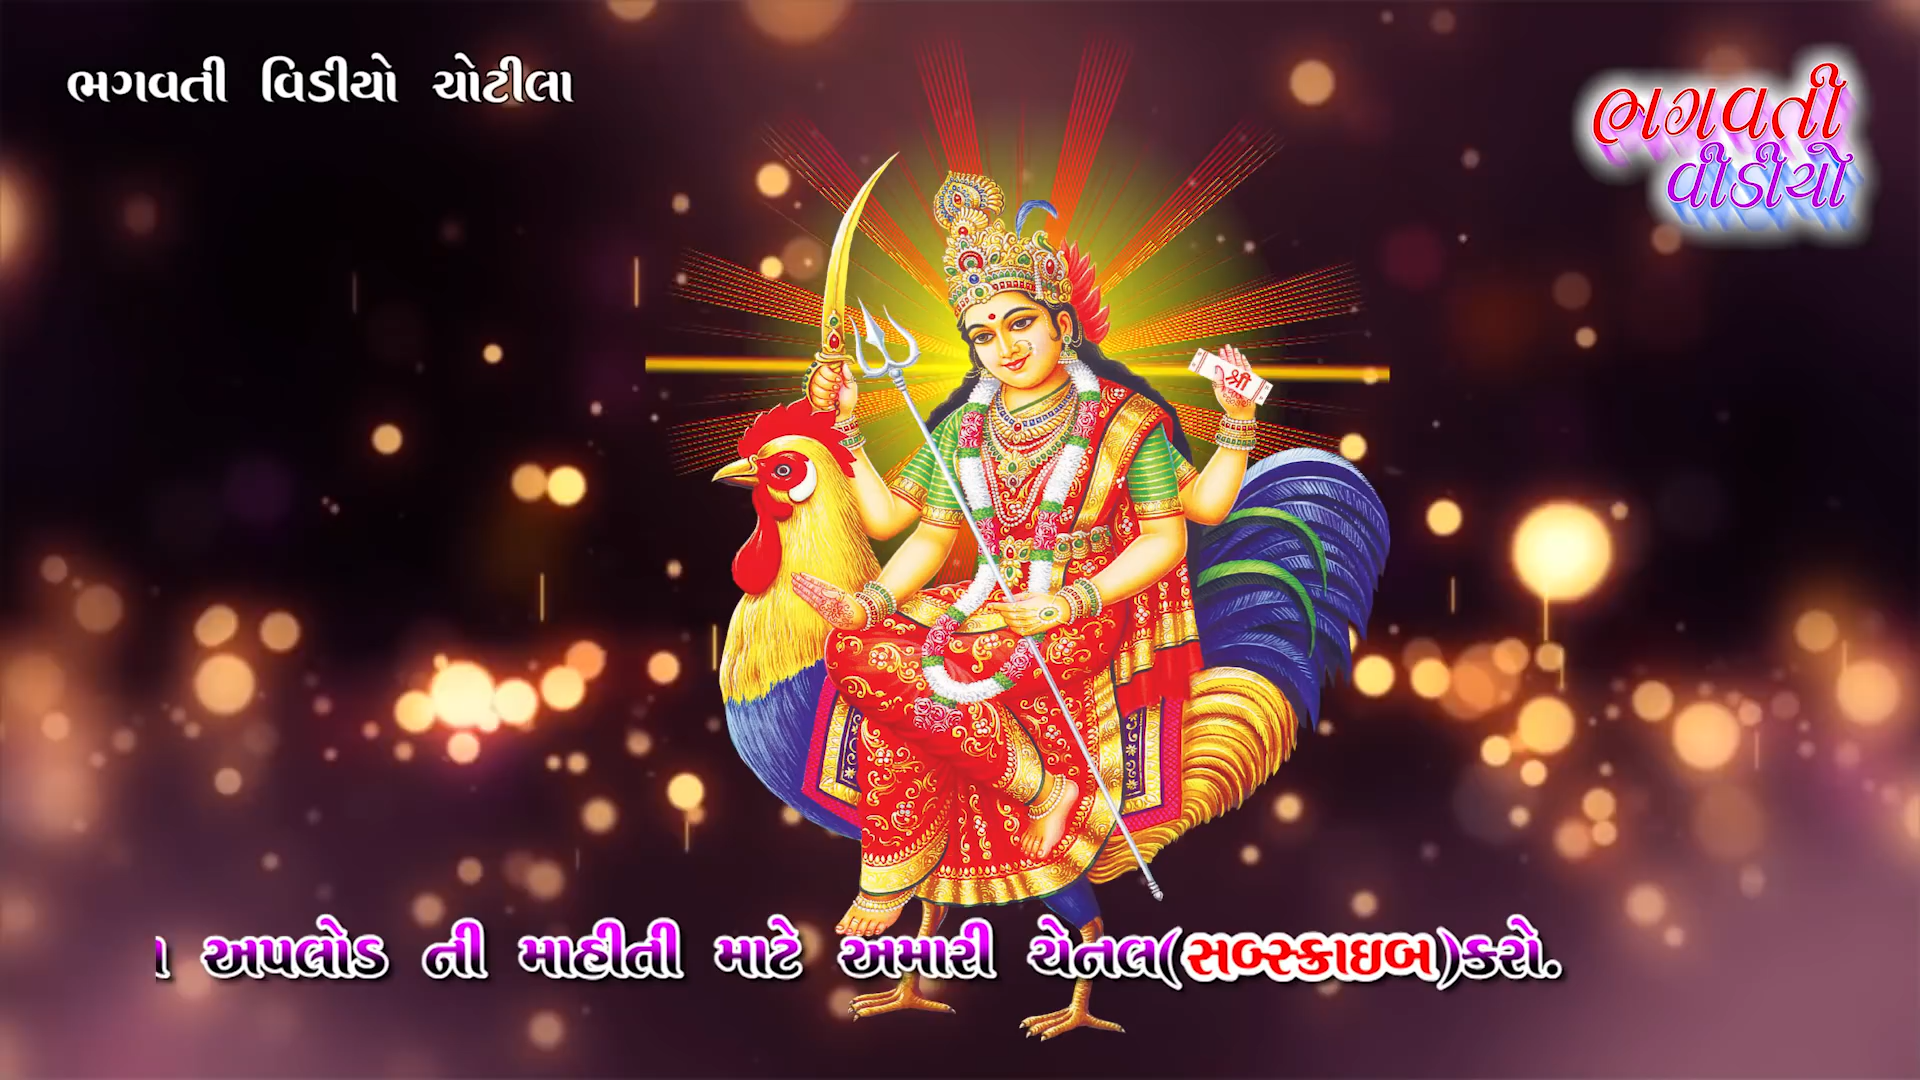 ભગવતી વિડીયો ચોટીલા
ભગવતી
વીડીયો
श्री
અપલોડ ની માહીતી માટે અમારી ચેનલ(સબ્સ્ક્રાઇબ)કરો.